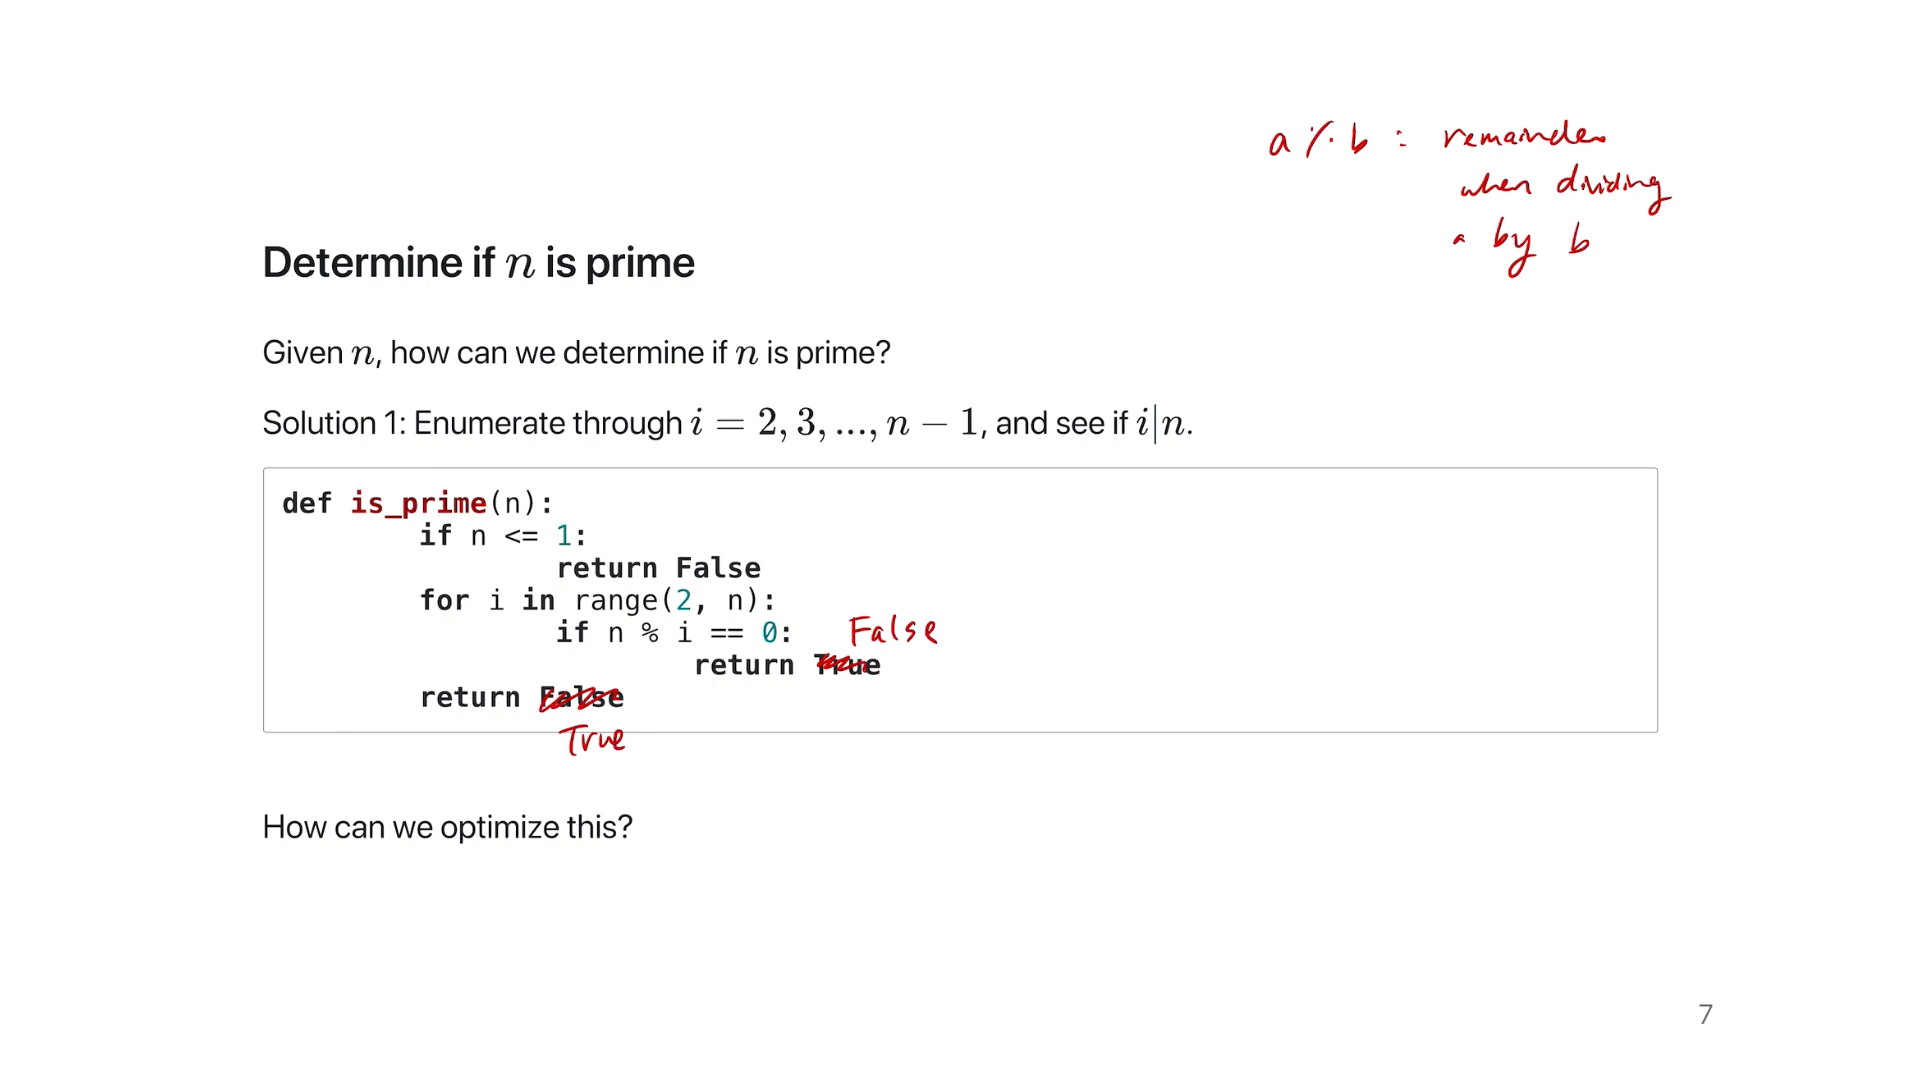 a % b : remainder
when dividing
a by b
Determine if n is prime
Given n, how can we determine if n is prime?
Solution 1: Enumerate through i = 2, 3, ..., n − 1, and see if i|n.
def is_prime(n):
if n <= 1:
return False
for i in range(2, n):
if n % i == 0: False
return True
return False
True
How can we optimize this?
7